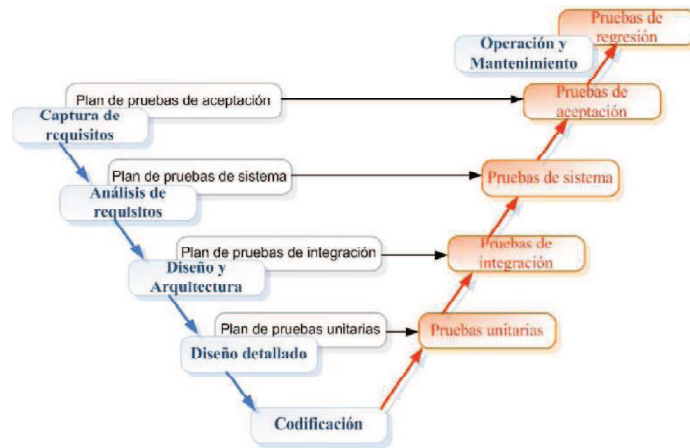 Pruebas de
regresión
Operación y
Mantenimiento
Plan de pruebas de aceptación
Pruebas de
aceptación
Captura de
requisitos
Plan de pruebas de sistema
Pruebas de sistema
Análisis de
requisitos
Plan de pruebas de integración
Pruebas de
integración
Diseño y
Arquitectura
Plan de pruebas unitarias
Pruebas unitarias
Diseño detallado
Codificación